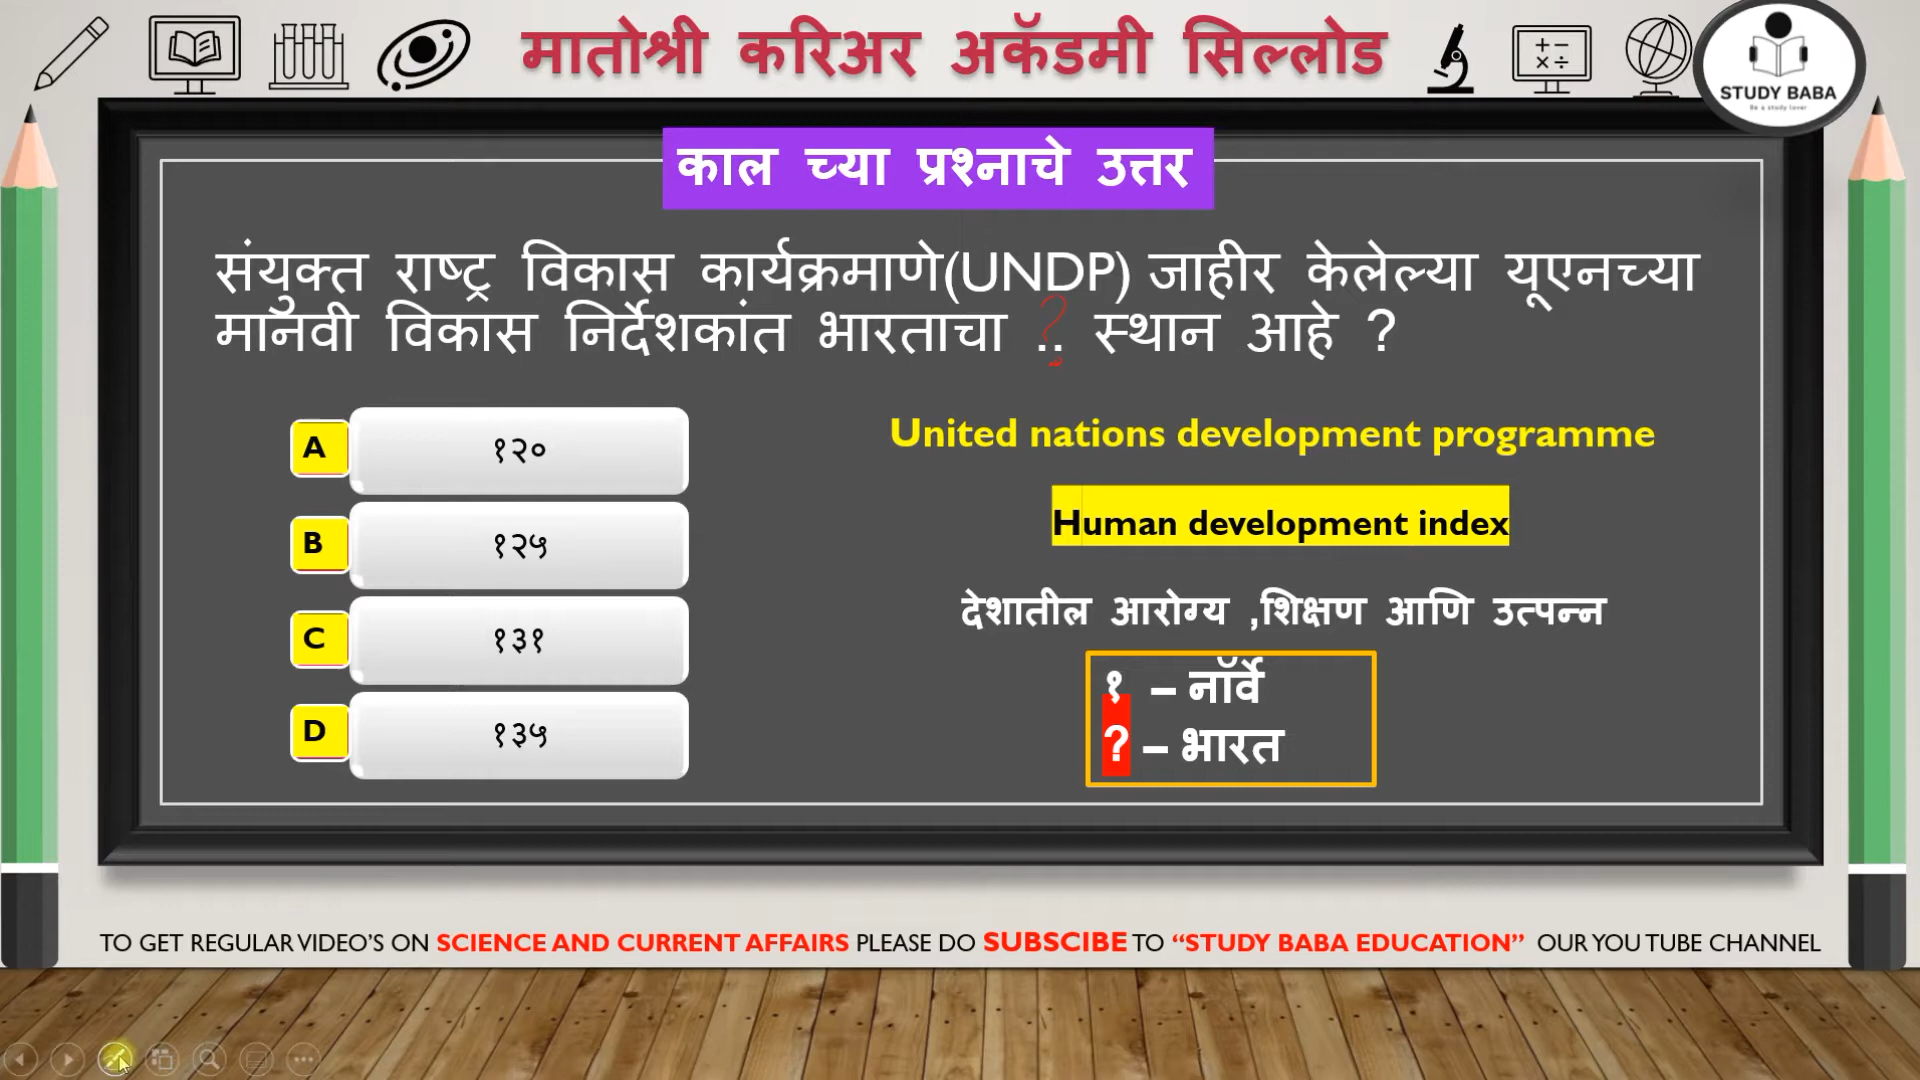 मातोश्री करिअर अकॅडमी सिल्लोड
STUDY BABA
Be a study lover
काल च्या प्रश्नाचे उत्तर
संयुक्त राष्ट्र विकास कार्यक्रमाणे(UNDP) जाहीर केलेल्या यूएनच्या
मानवी विकास निर्देशकांत भारताचा .. स्थान आहे ?
?
A १२०
B १२५
C १३१
D १३५
United nations development programme
Human development index
देशातील आरोग्य ,शिक्षण आणि उत्पन्न
१ – नॉर्वे
? – भारत
TO GET REGULAR VIDEO'S ON SCIENCE AND CURRENT AFFAIRS PLEASE DO SUBSCIBE TO “STUDY BABA EDUCATION” OUR YOU TUBE CHANNEL